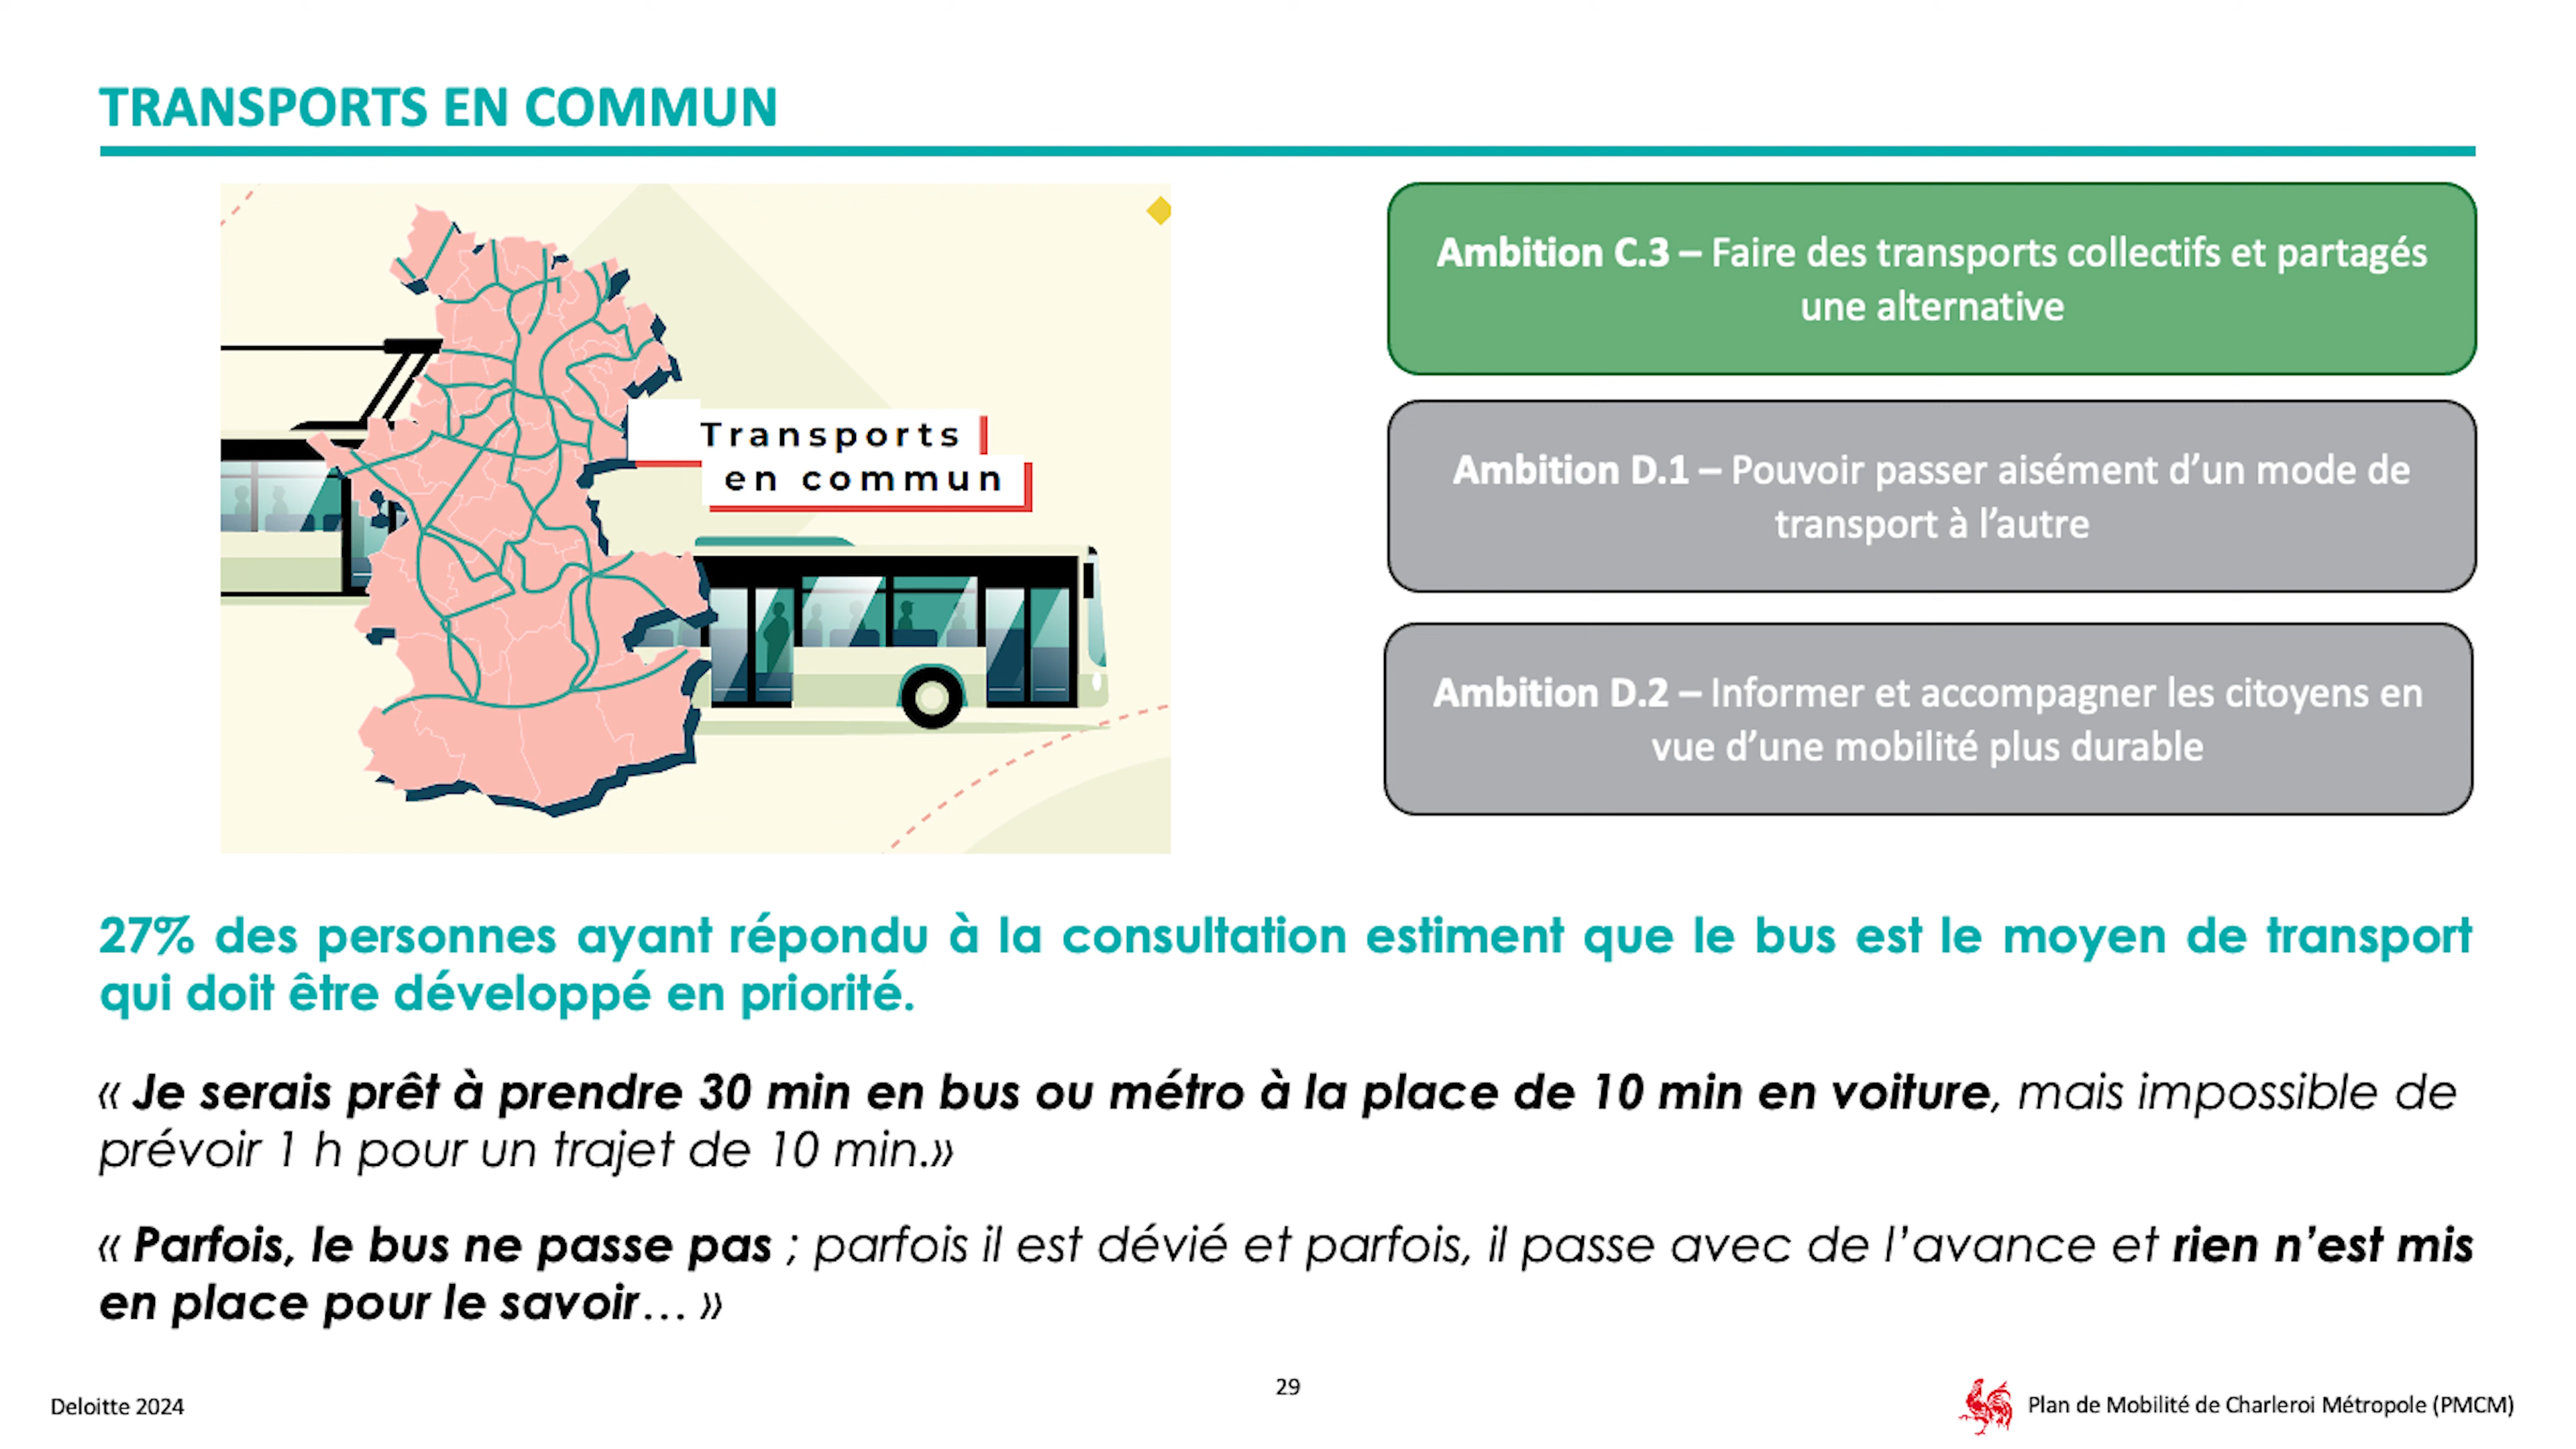 TRANSPORTS EN COMMUN
Transports
en commun
Ambition C.3 – Faire des transports collectifs et partagés
une alternative
Ambition D.1 – Pouvoir passer aisément d’un mode de
transport à l’autre
Ambition D.2 – Informer et accompagner les citoyens en
vue d’une mobilité plus durable
27% des personnes ayant répondu à la consultation estiment que le bus est le moyen de transport
qui doit être développé en priorité.
« Je serais prêt à prendre 30 min en bus ou métro à la place de 10 min en voiture, mais impossible de
prévoir 1 h pour un trajet de 10 min.»
« Parfois, le bus ne passe pas ; parfois il est dévié et parfois, il passe avec de l’avance et rien n’est mis
en place pour le savoir… »
Deloitte 2024
29
Plan de Mobilité de Charleroi Métropole (PMCM)